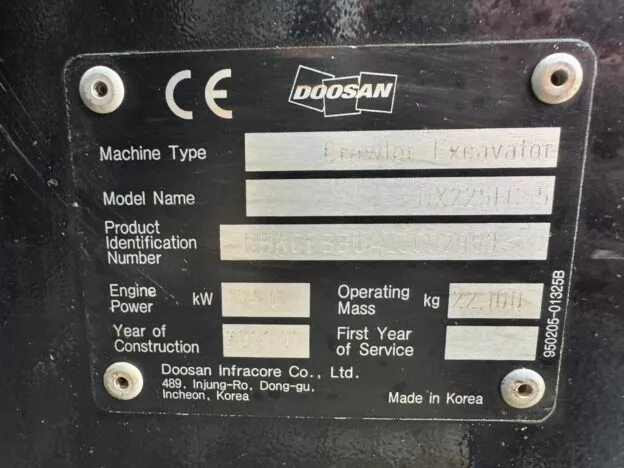 CE DOOSAN
Machine Type Crawler Excavator
Model Name DX225LC-5
Product
Identification
Number
Engine
Power kW
Operating
Mass kg 22,100
Year of
Construction
First Year
of Service
Doosan Infracore Co., Ltd.
489, Injung-Ro, Dong-gu,
Incheon, Korea
Made in Korea
950205-01325B